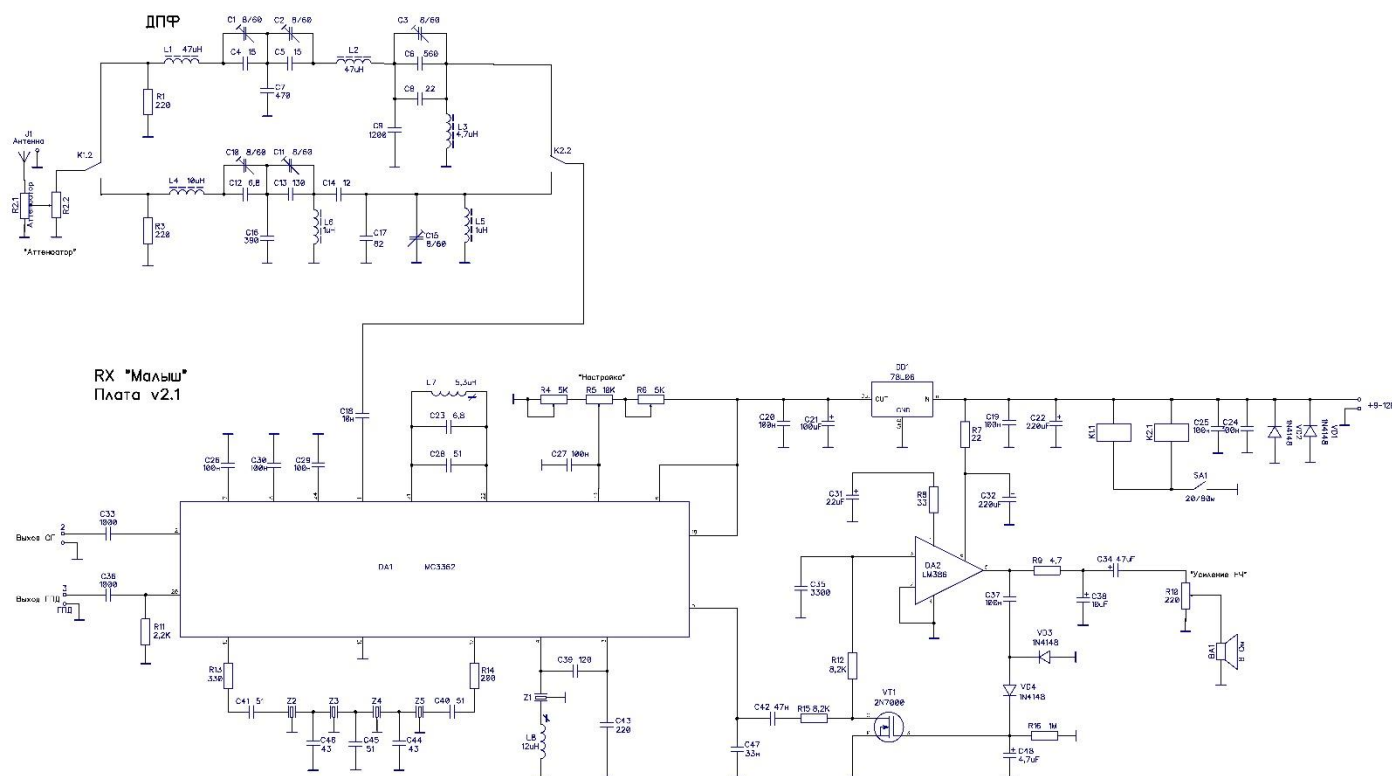 ДПФ
C1 8/60
C2 8/60
C3 8/60
L1 47uH
C4 15
C5 15
L2
47uH
C6
560
C7
470
C8 22
R1
220
C9
1200
L3
4,7uH
J1
Антенна
K1.2
K2.2
C10 8/60
C11 8/60
L4 10uH
C12 6,8
C13 130
C14 12
R2.1
Аттенюатор
R2.2
"Аттенюатор"
R3
220
C16
390
L6
1uH
C17
82
C15
8/60
L5
1uH
RX "Малыш"
Плата v2.1
L7 5,3uH
C23 6,8
C28 51
C18
10н
"Настройка"
R4 5K
R5 10K
R6 5K
C27 100н
DD1
78L06
OUT
IN
GND
+9-12В
C20
100н
C21
100uF
R7
22
C19
100н
C22
220uF
K1.1
K2.1
C25
100н
C24
100н
1N4148
VD2
1N4148
VD1
SA1
20/80м
C26
100н
C30
100н
C29
100н
C31
22uF
R8
33
C32
220uF
C33
1000
Выход ОГ
2
DA1 MC3362
C36
1000
Выход ГПД
ГПД
R11
2,2K
DA2
LM386
C35
3300
R9 4,7
C34 47uF
C37
100н
C38
10uF
"Усиление НЧ"
R10
220
BA1
VD3
1N4148
VD4
1N4148
R12
8,2K
R13
330
R14
200
C41 51
Z2
Z3
Z4
Z5
C40 51
C46
43
C45
51
C44
43
C39 120
Z1
L8
12uH
C43
220
C42 47н
R15 8,2K
VT1
2N7000
C47
33н
R16 1M
C48
4,7uF